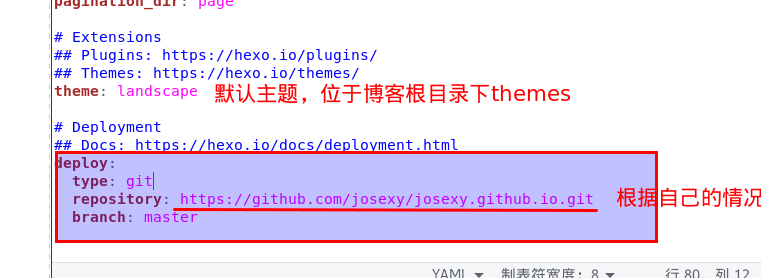 pagination_dir: page
# Extensions
## Plugins: https://hexo.io/plugins/
## Themes: https://hexo.io/themes/
theme: landscape 默认主题，位于博客根目录下themes
# Deployment
## Docs: https://hexo.io/docs/deployment.html
deploy:
type: git
repository: https://github.com/josexy/josexy.github.io.git 根据自己的情况
branch: master
YAML 制表符宽度：8 行 80，列 12